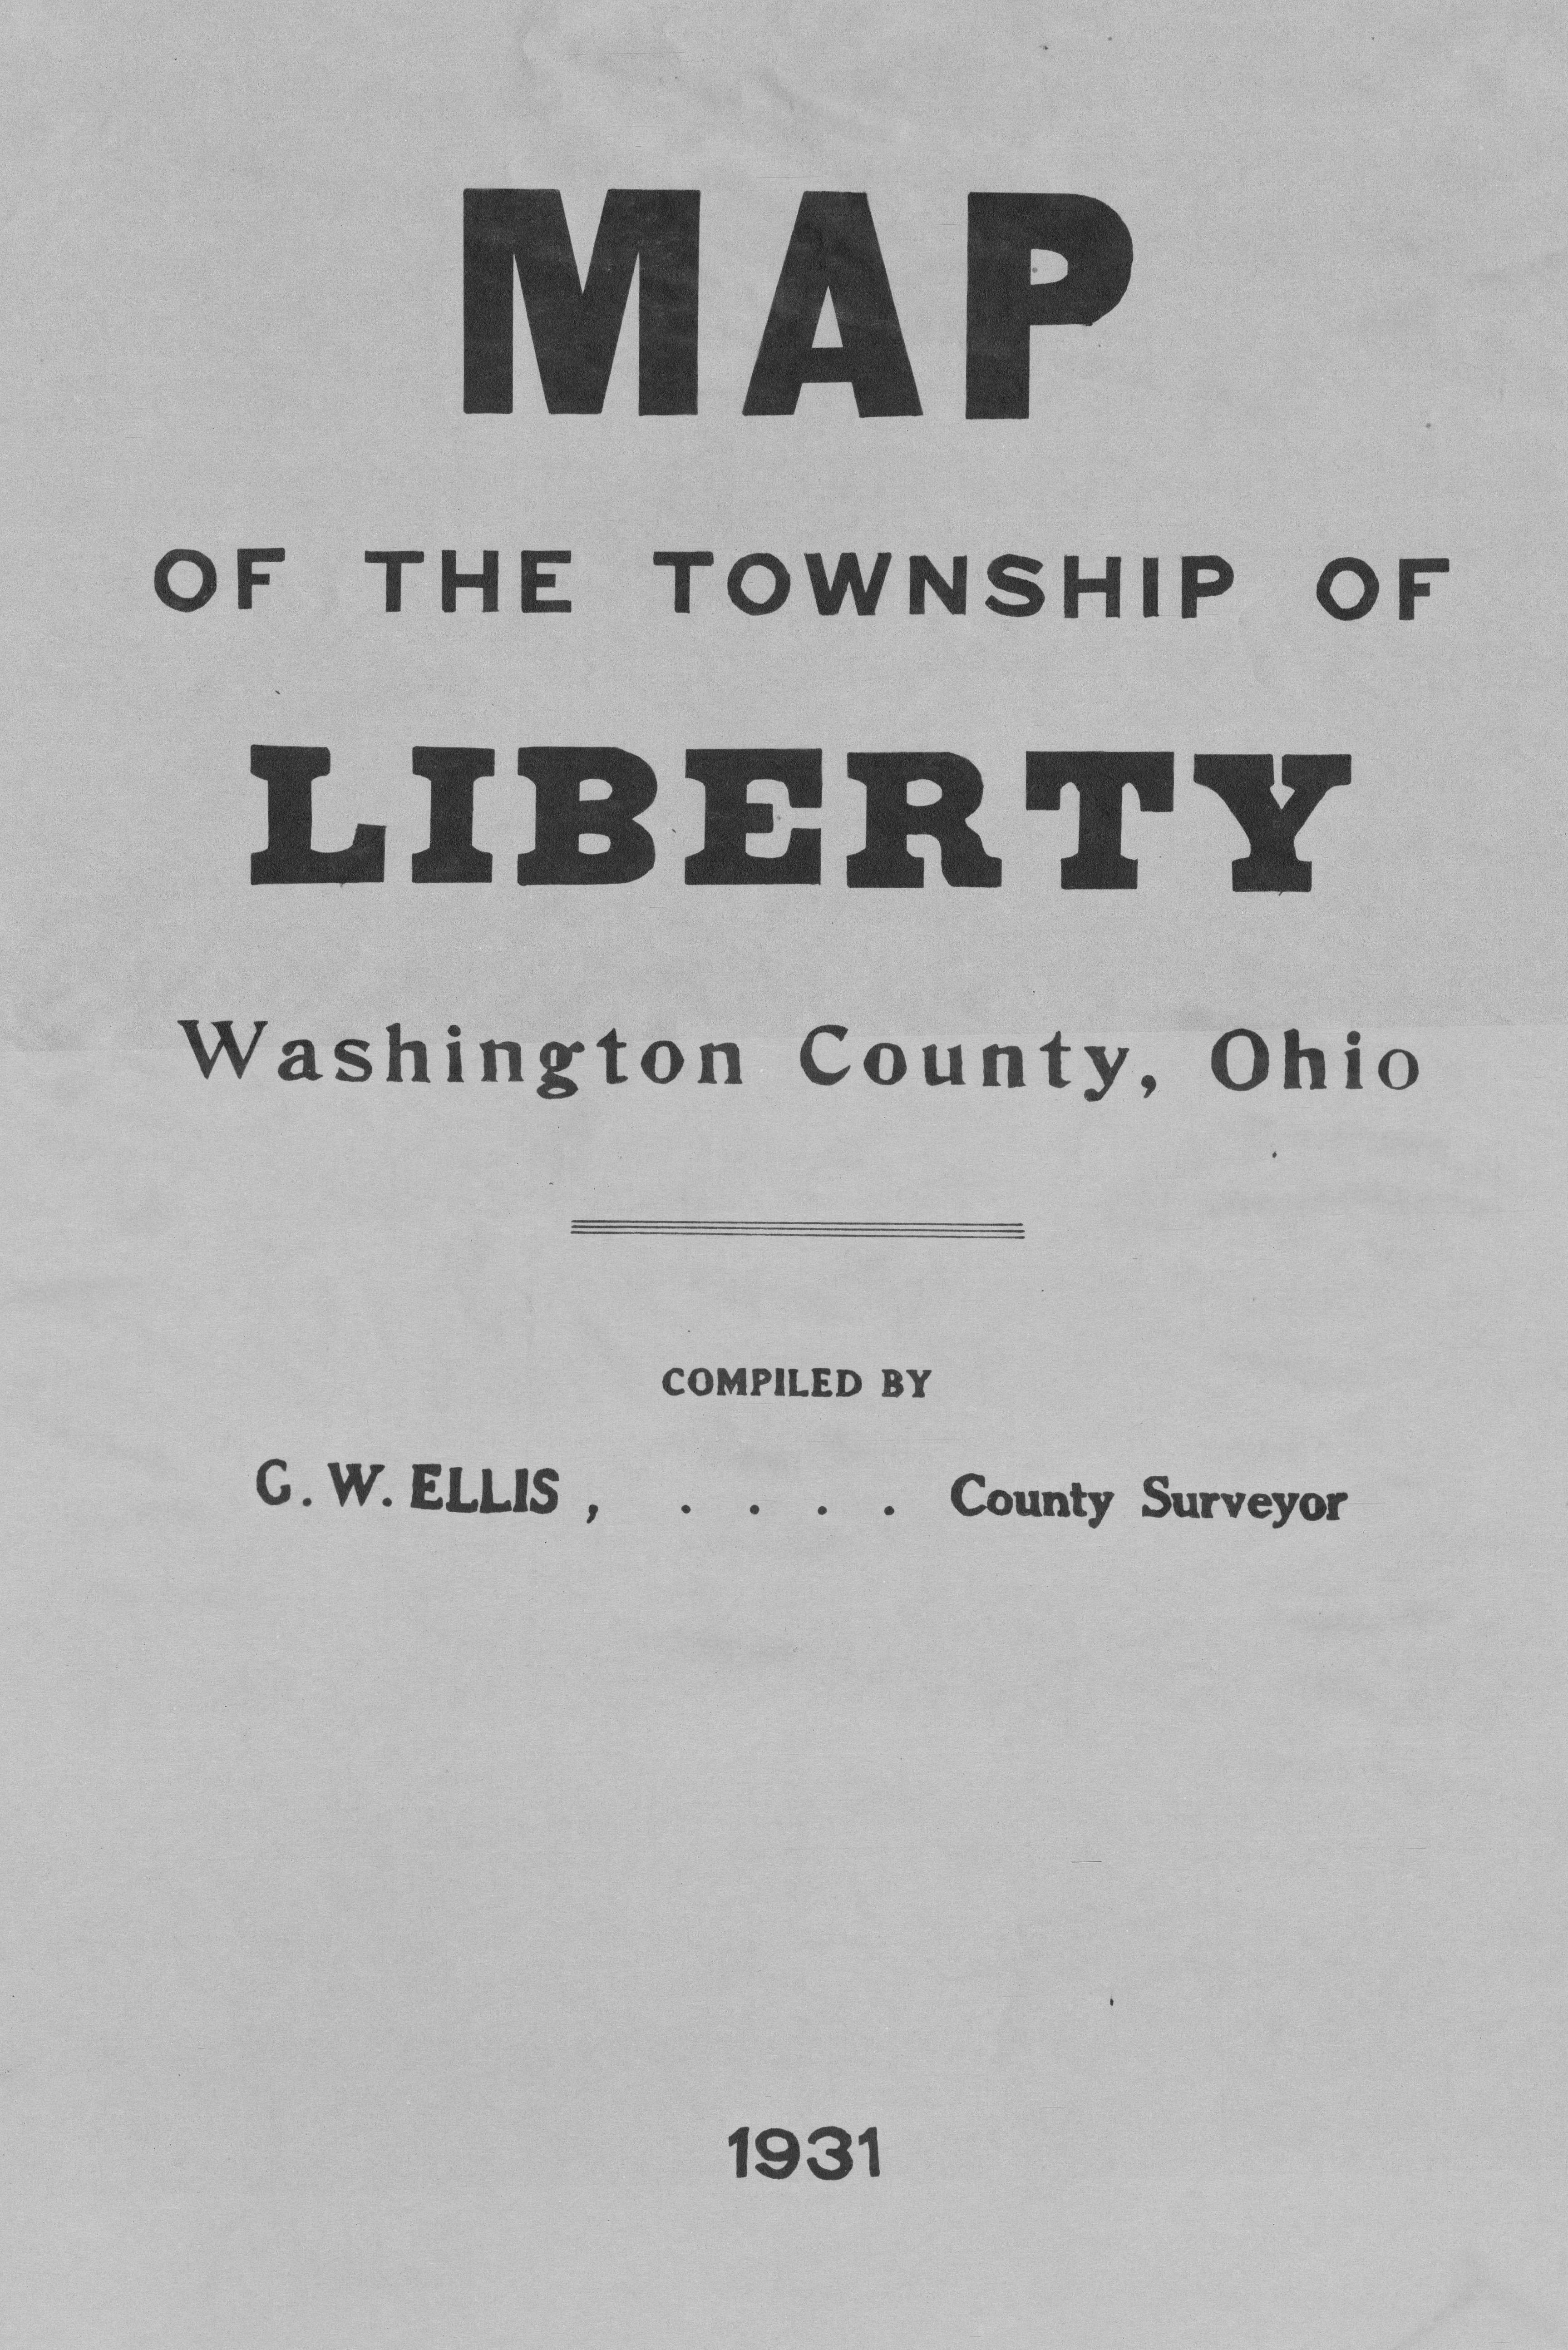 MAP
OF THE TOWNSHIP OF
LIBERTY
Washington County, Ohio
COMPILED BY
G. W. ELLIS , . . . . County Surveyor
1931